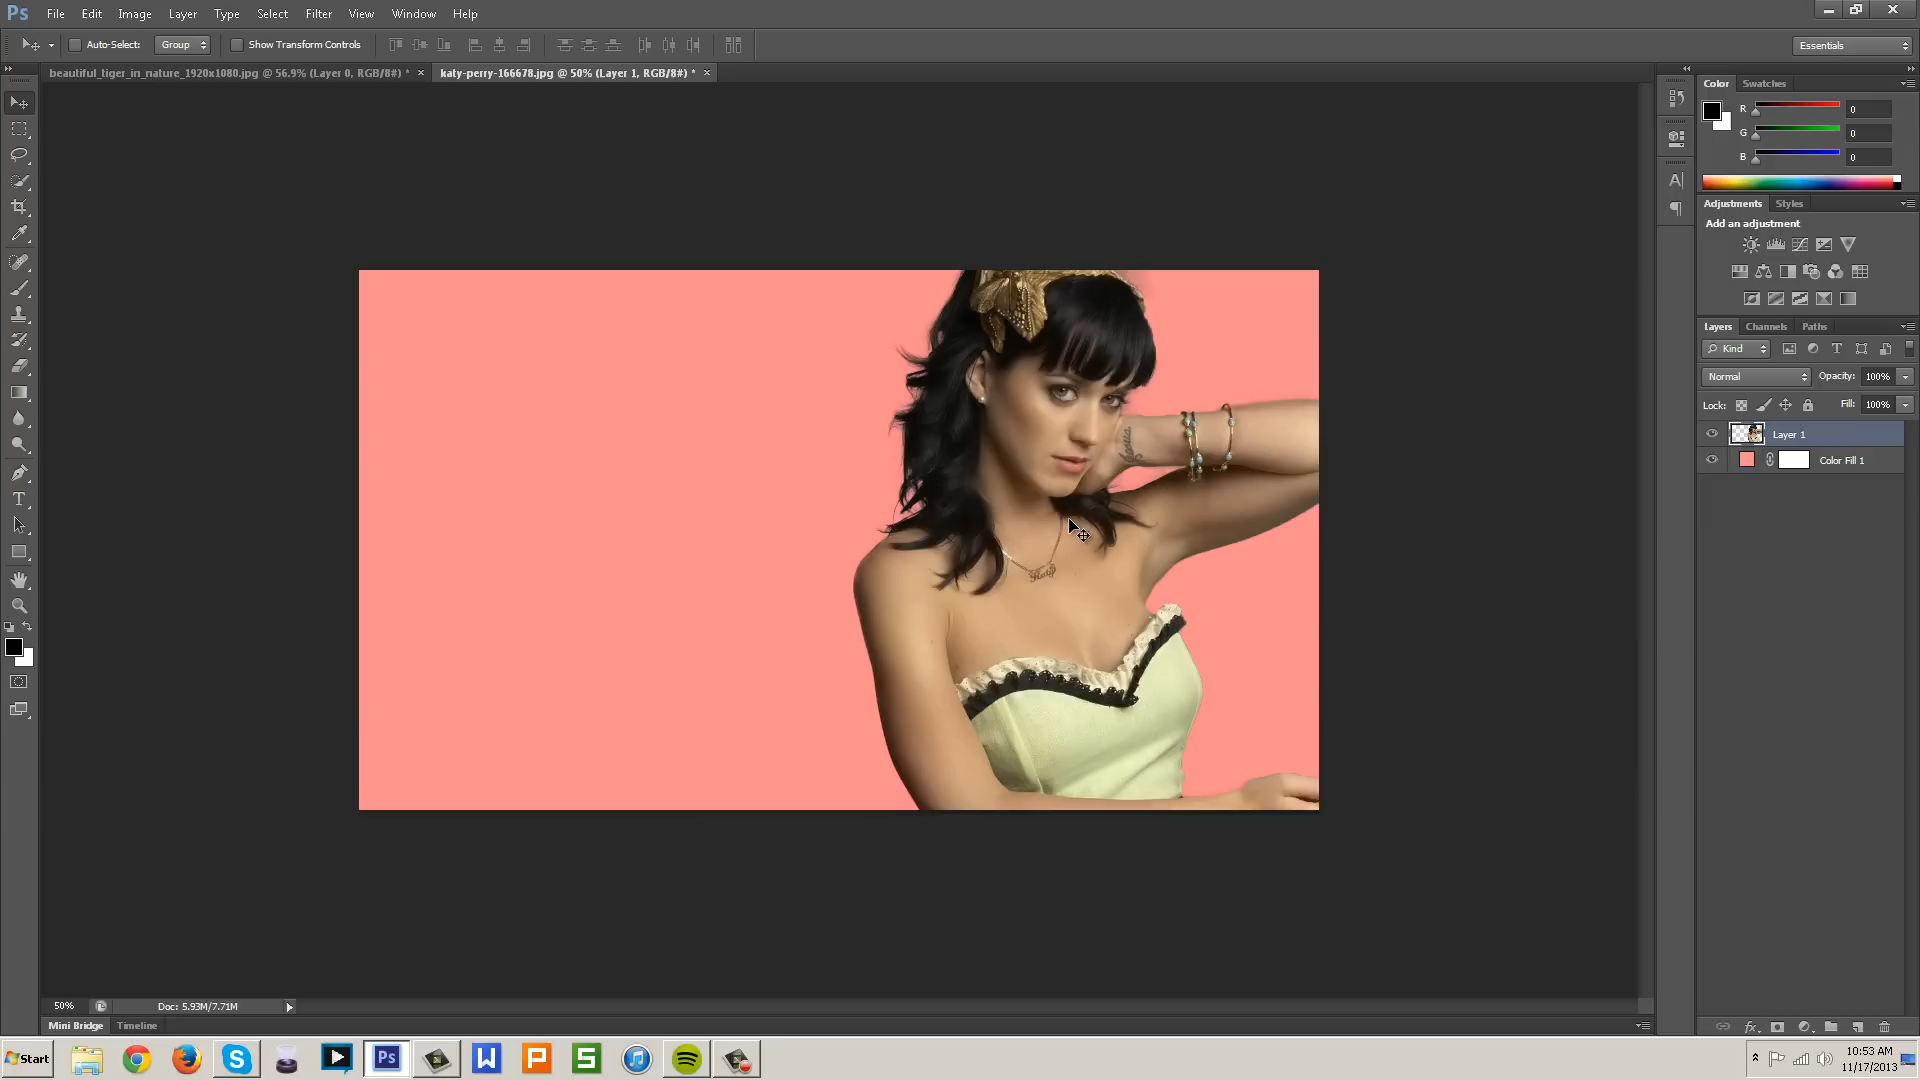 Ps File Edit Image Layer Type Select Filter View Window Help
Auto-Select: Group Show Transform Controls Essentials
beautiful_tiger_in_nature_1920x1080.jpg @ 56.9% (Layer 0, RGB/8#) * × katy-perry-166678.jpg @ 50% (Layer 1, RGB/8#) * ×
Color Swatches
R 0
G 0
B 0
Adjustments Styles
Add an adjustment
Layers Channels Paths
Kind
Normal Opacity: 100%
Lock: Fill: 100%
Layer 1
Color Fill 1
50% Doc: 5.93M/7.71M
Mini Bridge Timeline
Start S Ps W P S
10:53 AM
11/17/2013